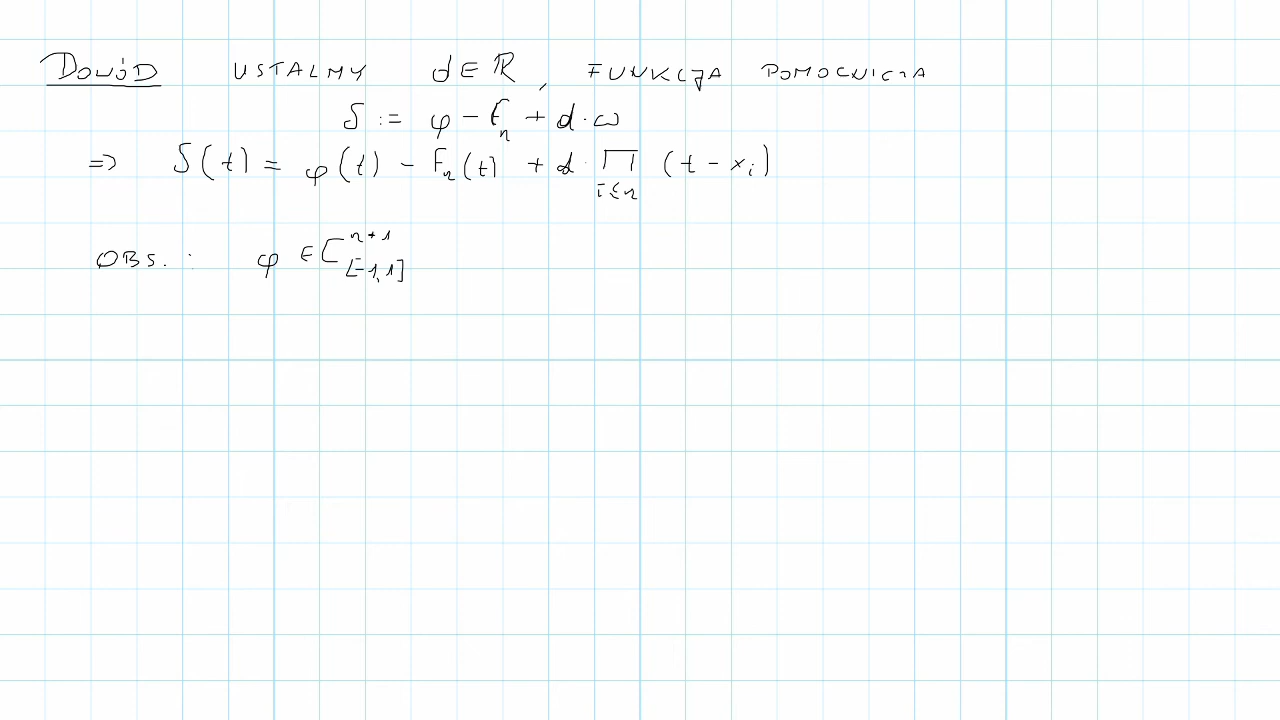 DOWÓD USTALMY d ∈ ℝ, FUNKCJA POMOCNICZA
δ := φ - F_n + d · ω
⇒ δ(t) = φ(t) - F_n(t) + d · ∏_{i≤n} (t - x_i)
OBS. : φ ∈ C^{n+1}_{[-1,1]}